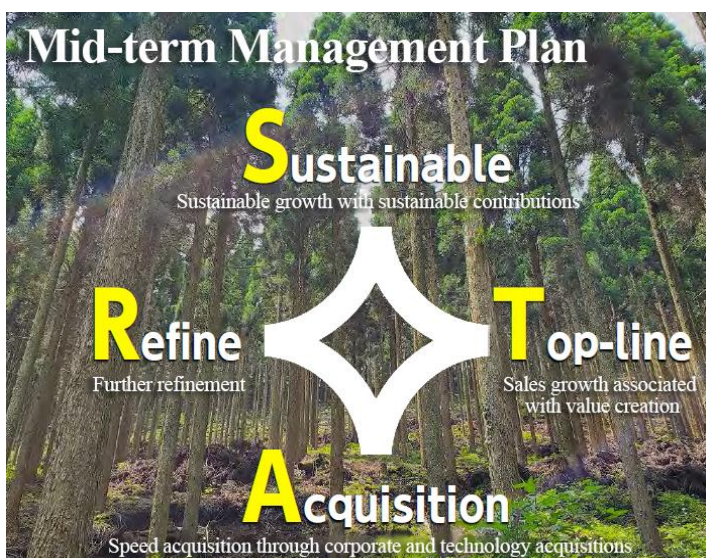 Mid-term Management Plan
Sustainable
Sustainable growth with sustainable contributions
Refine
Further refinement
Top-line
Sales growth associated
with value creation
Acquisition
Speed acquisition through corporate and technology acquisitions